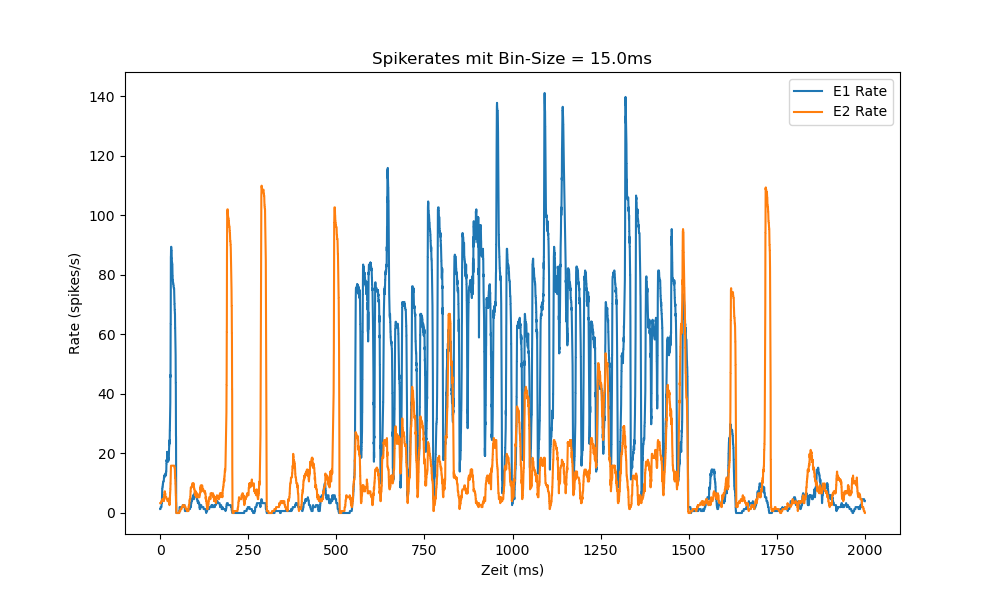 Spikerates mit Bin-Size = 15.0ms
E1 Rate
E2 Rate
Rate (spikes/s)
140
120
100
80
60
40
20
0
0 250 500 750 1000 1250 1500 1750 2000
Zeit (ms)